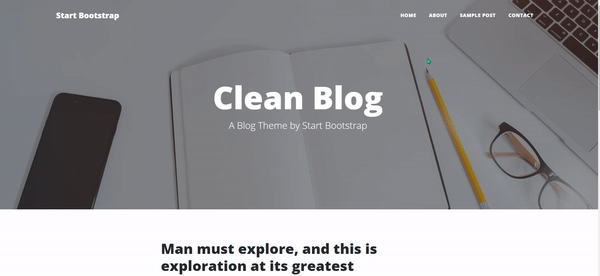 Start Bootstrap
HOME ABOUT SAMPLE POST CONTACT
Clean Blog
A Blog Theme by Start Bootstrap
Man must explore, and this is
exploration at its greatest